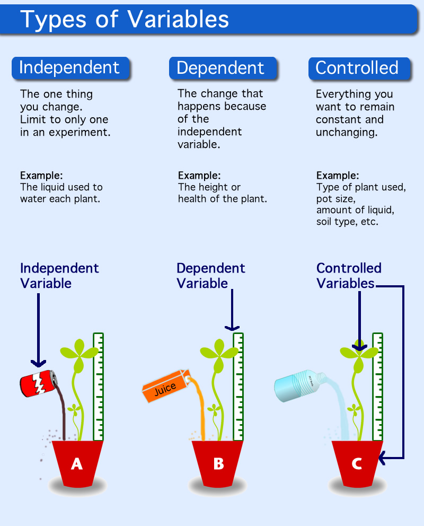 Types of Variables
Independent
The one thing
you change.
Limit to only one
in an experiment.
Example:
The liquid used to
water each plant.
Dependent
The change that
happens because
of the
independent
variable.
Example:
The height or
health of the plant.
Controlled
Everything you
want to remain
constant and
unchanging.
Example:
Type of plant used,
pot size,
amount of liquid,
soil type, etc.
Independent
Variable
Dependent
Variable
Controlled
Variables
Juice
A
B
C